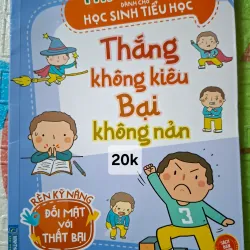 DÀNH CHO
HỌC SINH TIỂU HỌC
Thắng
không kiêu
Bại
không nản
20k
RÈN KỸ NĂNG
ĐỐI MẶT
VỚI
THẤT BẠI
3